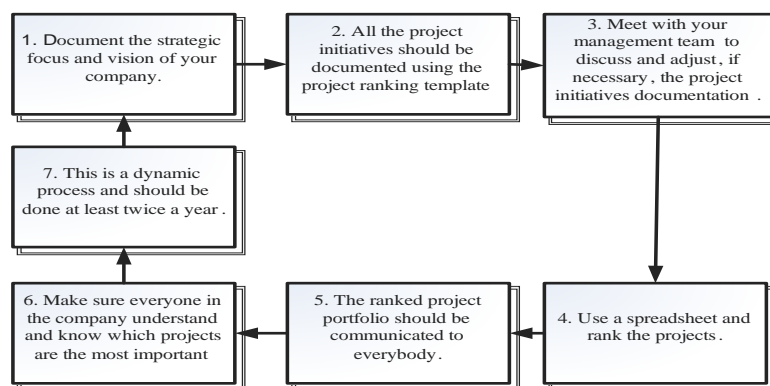 1. Document the strategic
focus and vision of your
company.
2. All the project
initiatives should be
documented using the
project ranking template
3. Meet with your
management team to
discuss and adjust, if
necessary, the project
initiatives documentation .
4. Use a spreadsheet and
rank the projects.
5. The ranked project
portfolio should be
communicated to
everybody.
6. Make sure everyone in
the company understand
and know which projects
are the most important
7. This is a dynamic
process and should be
done at least twice a year .